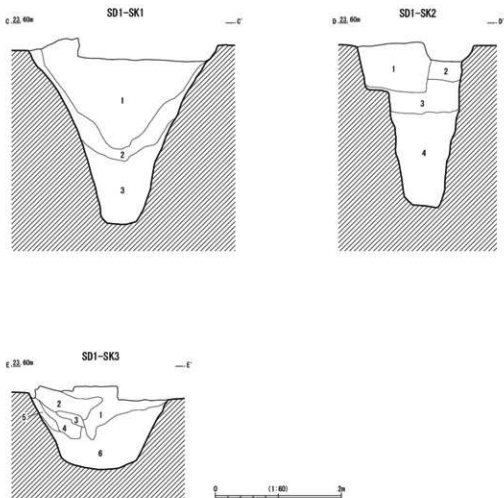 SD1-SK1
C 23.60m C'
1
2
3
SD1-SK2
D 23.60m D'
1
2
3
4
SD1-SK3
E 23.60m E'
2
1
3
5
4
6
0 (1:60) 2m